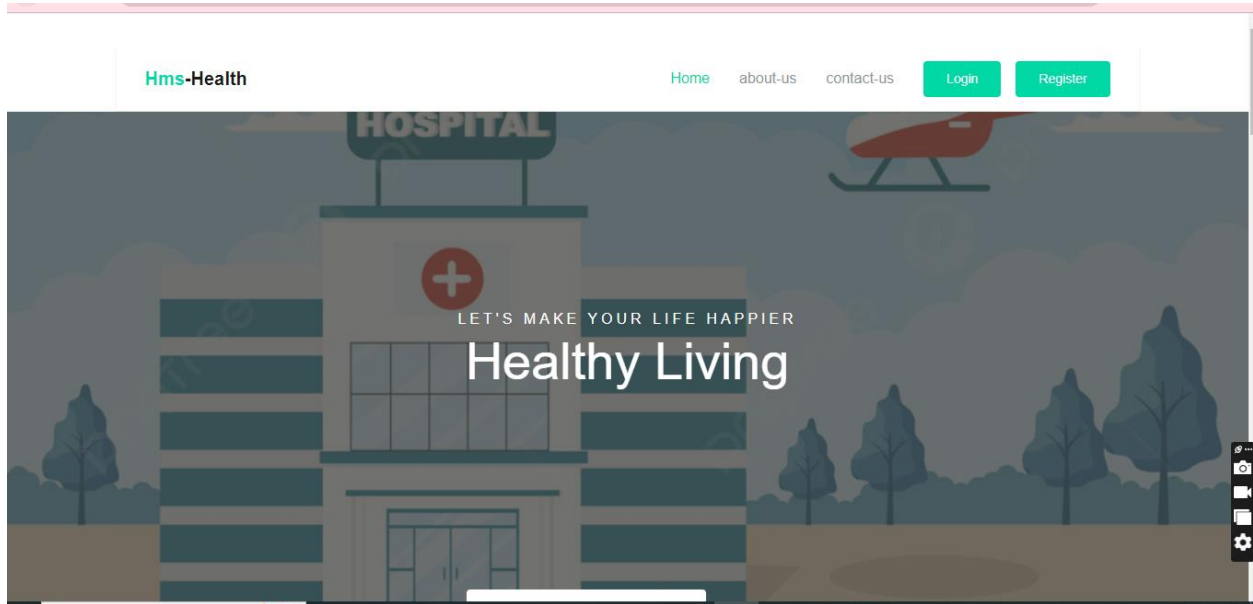 Hms-Health
Home about-us contact-us Login Register
HOSPITAL
LET'S MAKE YOUR LIFE HAPPIER
Healthy Living